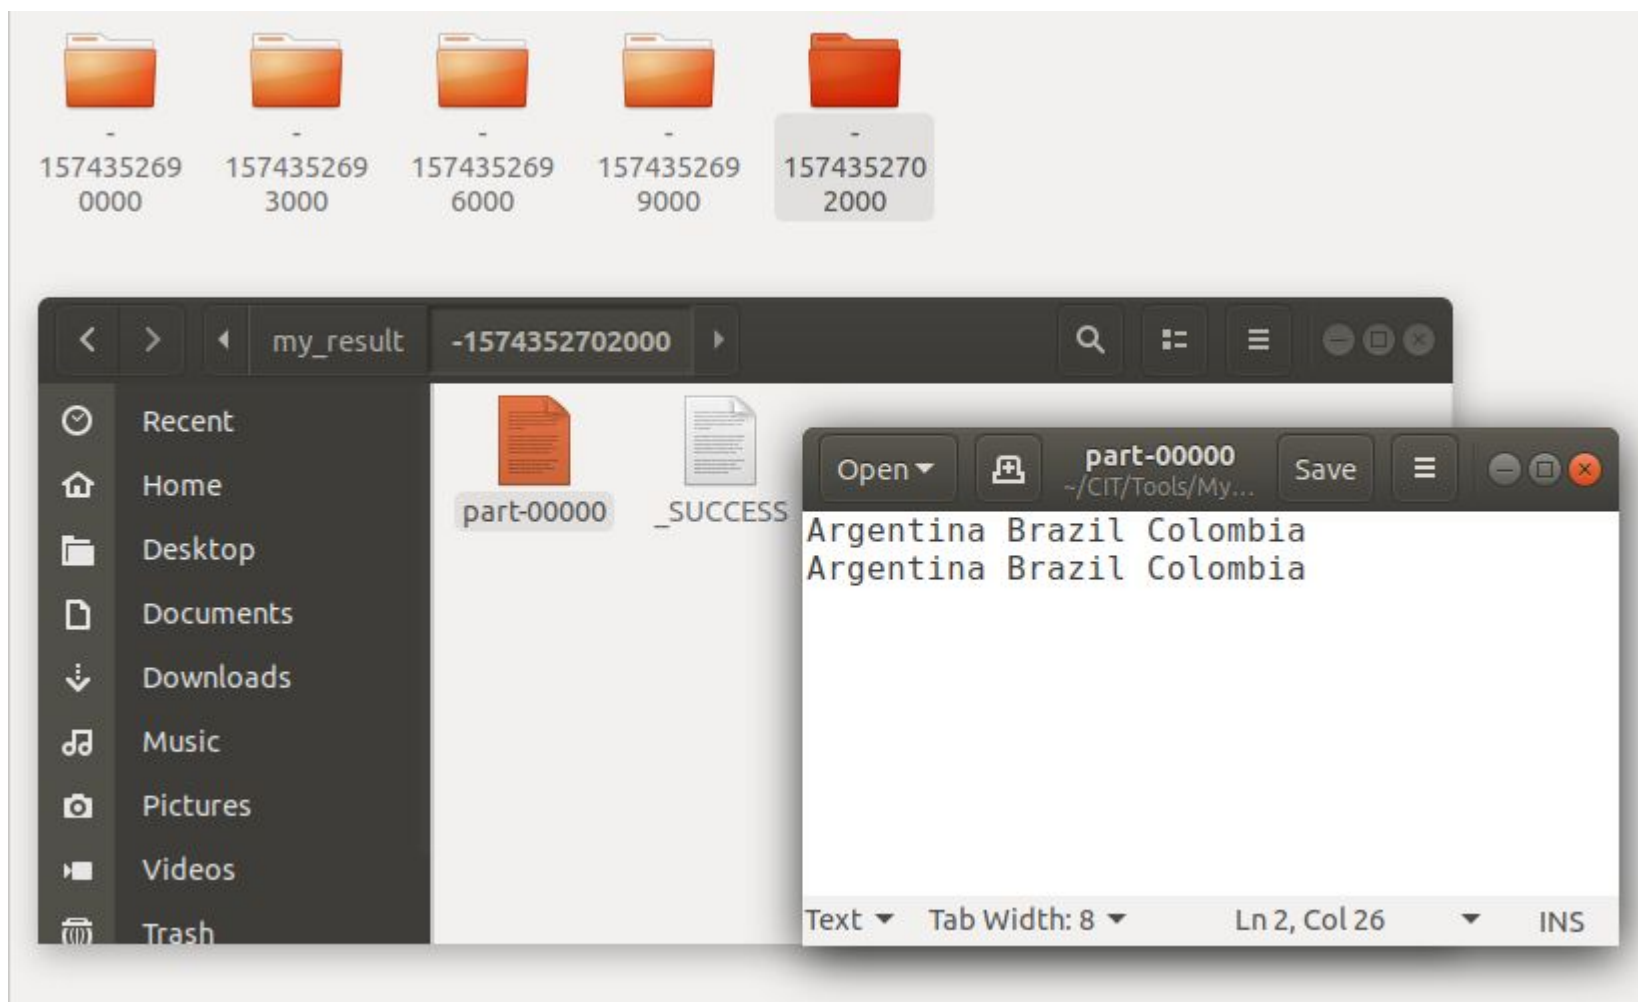 -
157435269
0000
-
157435269
3000
-
157435269
6000
-
157435269
9000
-
157435270
2000
my_result -1574352702000
Recent
Home
Desktop
Documents
Downloads
Music
Pictures
Videos
Trash
part-00000 _SUCCESS
Open part-00000 Save
~/CIT/Tools/My...
Argentina Brazil Colombia
Argentina Brazil Colombia
Text Tab Width: 8 Ln 2, Col 26 INS